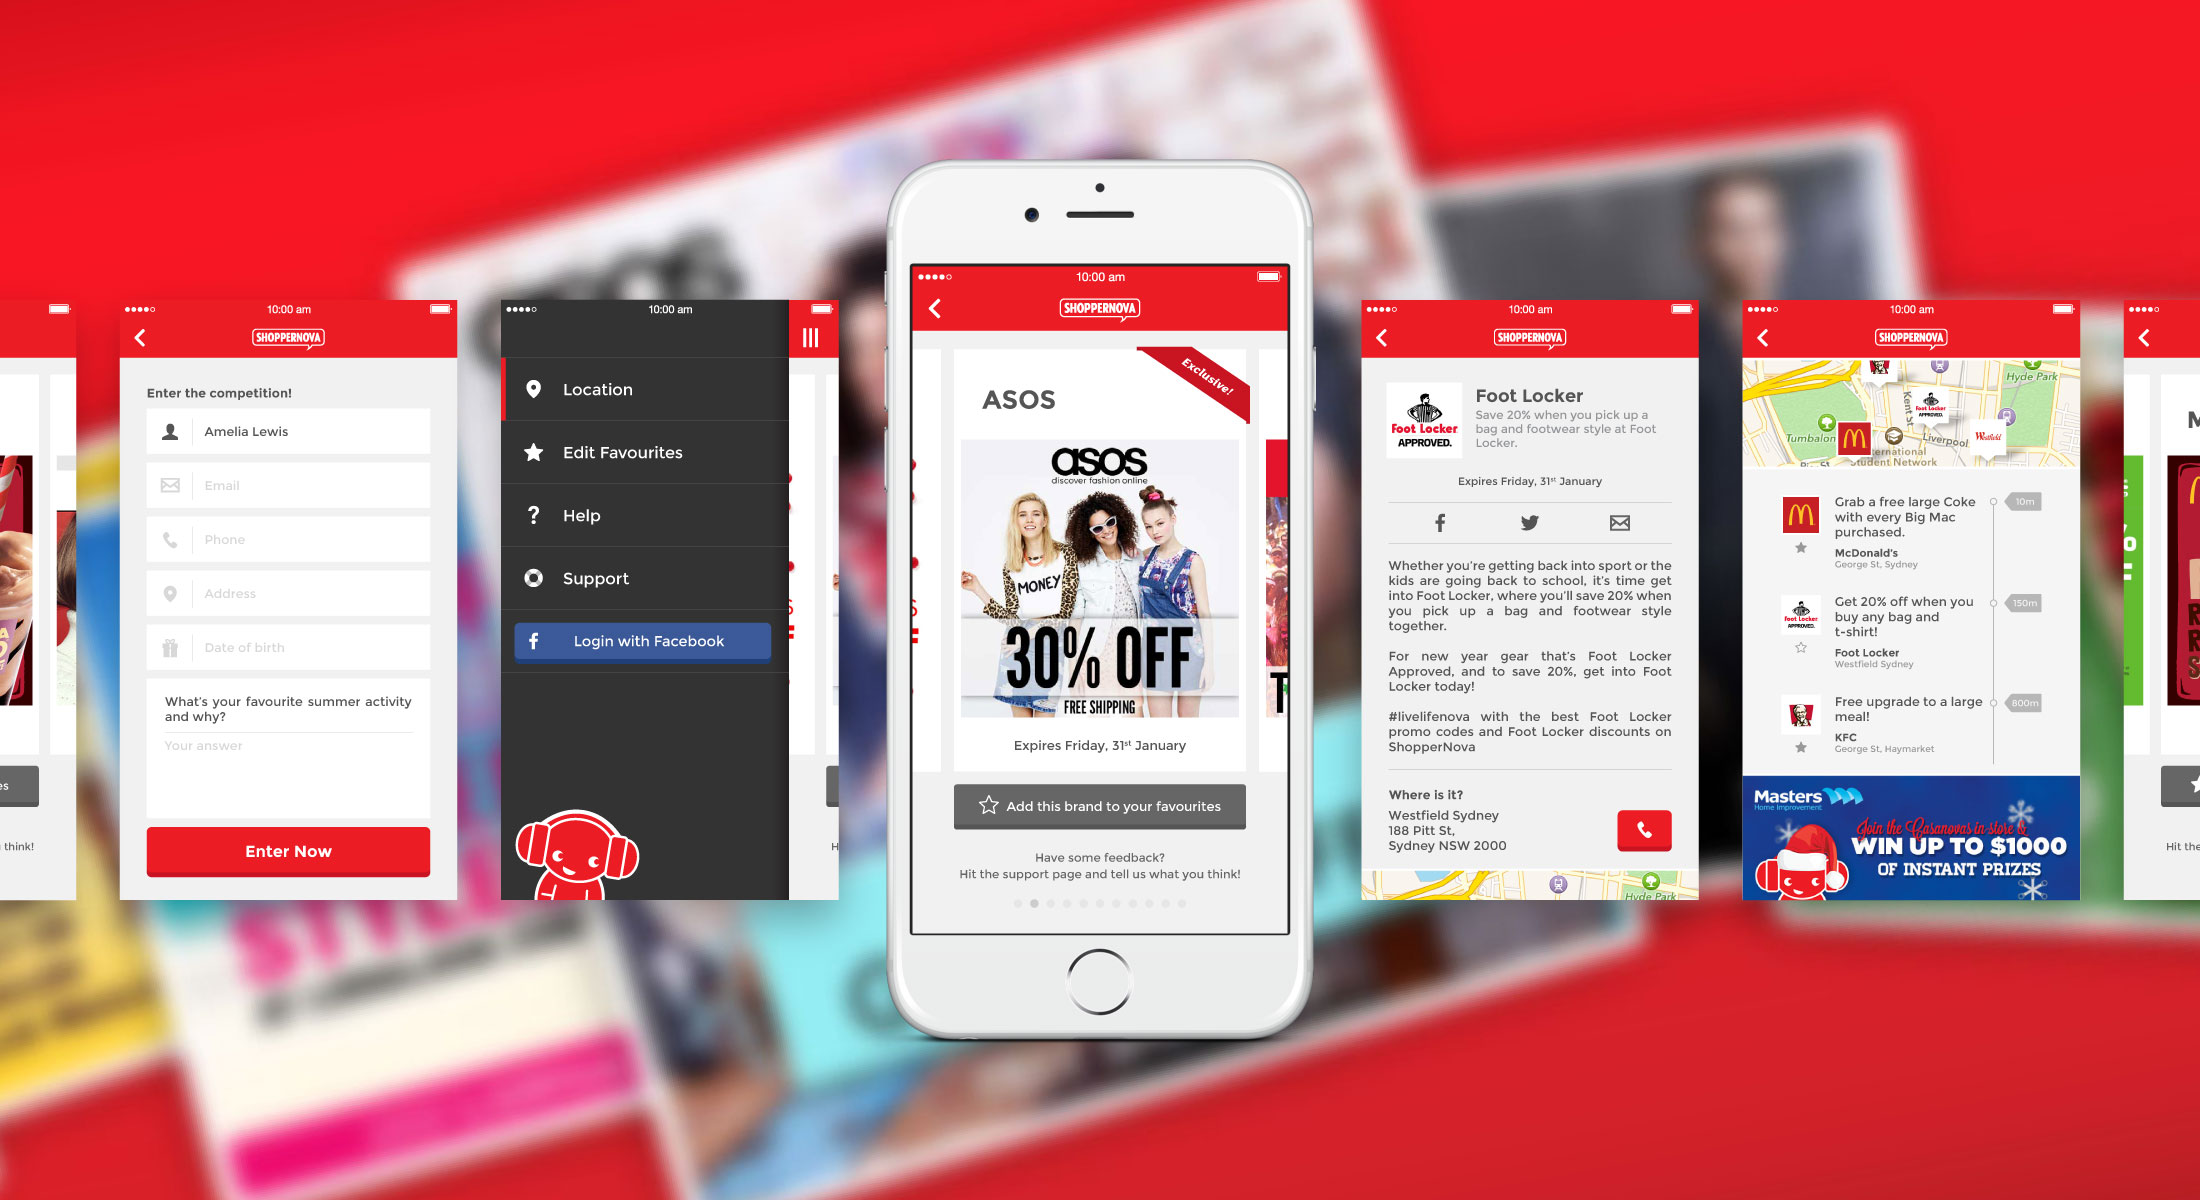 think!
es
10:00 am
SHOPPERNOVA
Enter the competition!
Amelia Lewis
Email
Phone
Address
Date of birth
What's your favourite summer activity
and why?
Your answer
Enter Now
10:00 am
Location
Edit Favourites
Help
Support
Login with Facebook
H
asos
10:00 am
SHOPPERNOVA
Exclusive!
ASOS
asos
discover fashion online
MONEY
30% OFF
FREE SHIPPING
Expires Friday, 31st January
Add this brand to your favourites
Have some feedback?
Hit the support page and tell us what you think!
T
10:00 am
SHOPPERNOVA
Foot Locker
Save 20% when you pick up a
bag and footwear style at Foot
Locker.
Foot Locker
APPROVED.
Expires Friday, 31st January
Whether you're getting back into sport or the
kids are going back to school, it's time get
into Foot Locker, where you'll save 20% when
you pick up a bag and footwear style
together.
For new year gear that's Foot Locker
Approved, and to save 20%, get into Foot
Locker today!
#livelifenova with the best Foot Locker
promo codes and Foot Locker discounts on
ShopperNova
Where is it?
Westfield Sydney
188 Pitt St,
Sydney NSW 2000
Hyde Park
10:00 am
SHOPPERNOVA
Hyde Park
Kent St
Foot Locker
APPROVED.
Tumbalon
Liverpool
Westfield
ernational
Student Network
Grab a free large Coke
with every Big Mac
purchased.
McDonald's
George St, Sydney
10m
Get 20% off when you
buy any bag and
t-shirt!
Foot Locker
Westfield Sydney
150m
Foot Locker
APPROVED.
Free upgrade to a large
meal!
KFC
George St, Haymarket
800m
Masters
Home Improvement
Join the Casanovas in-store &
WIN UP TO $1000
OF INSTANT PRIZES
M
Hit the